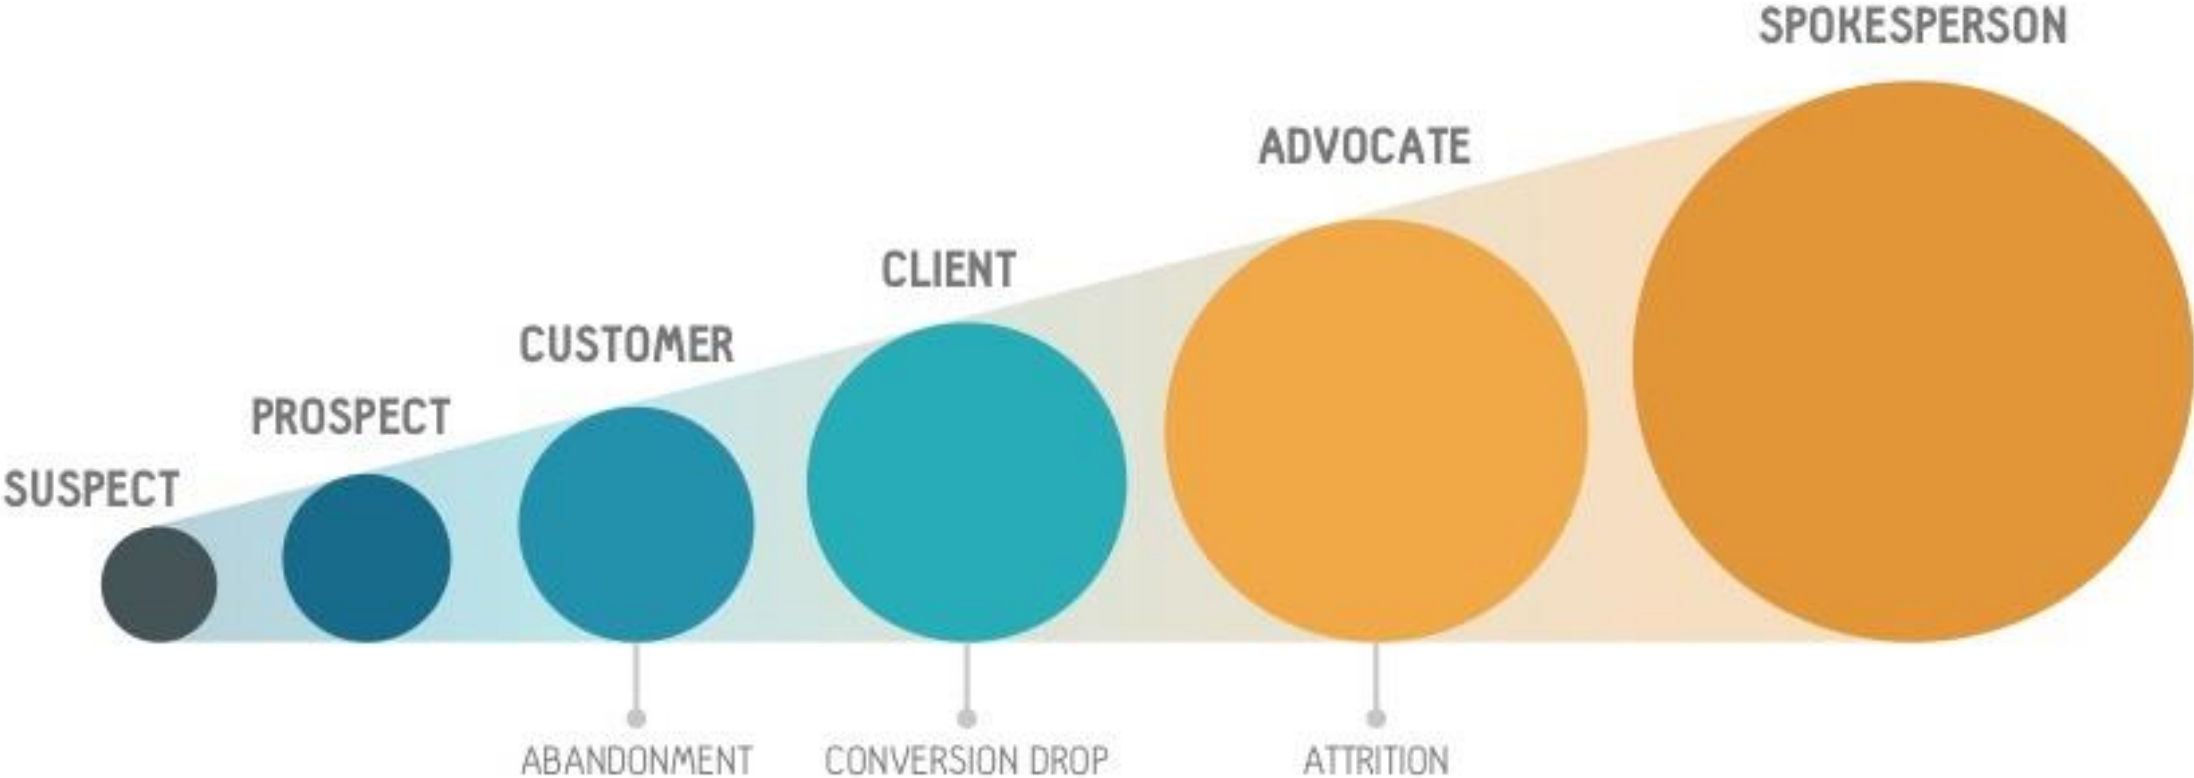 SUSPECT
PROSPECT
CUSTOMER
CLIENT
ADVOCATE
SPOKESPERSON
ABANDONMENT
CONVERSION DROP
ATTRITION